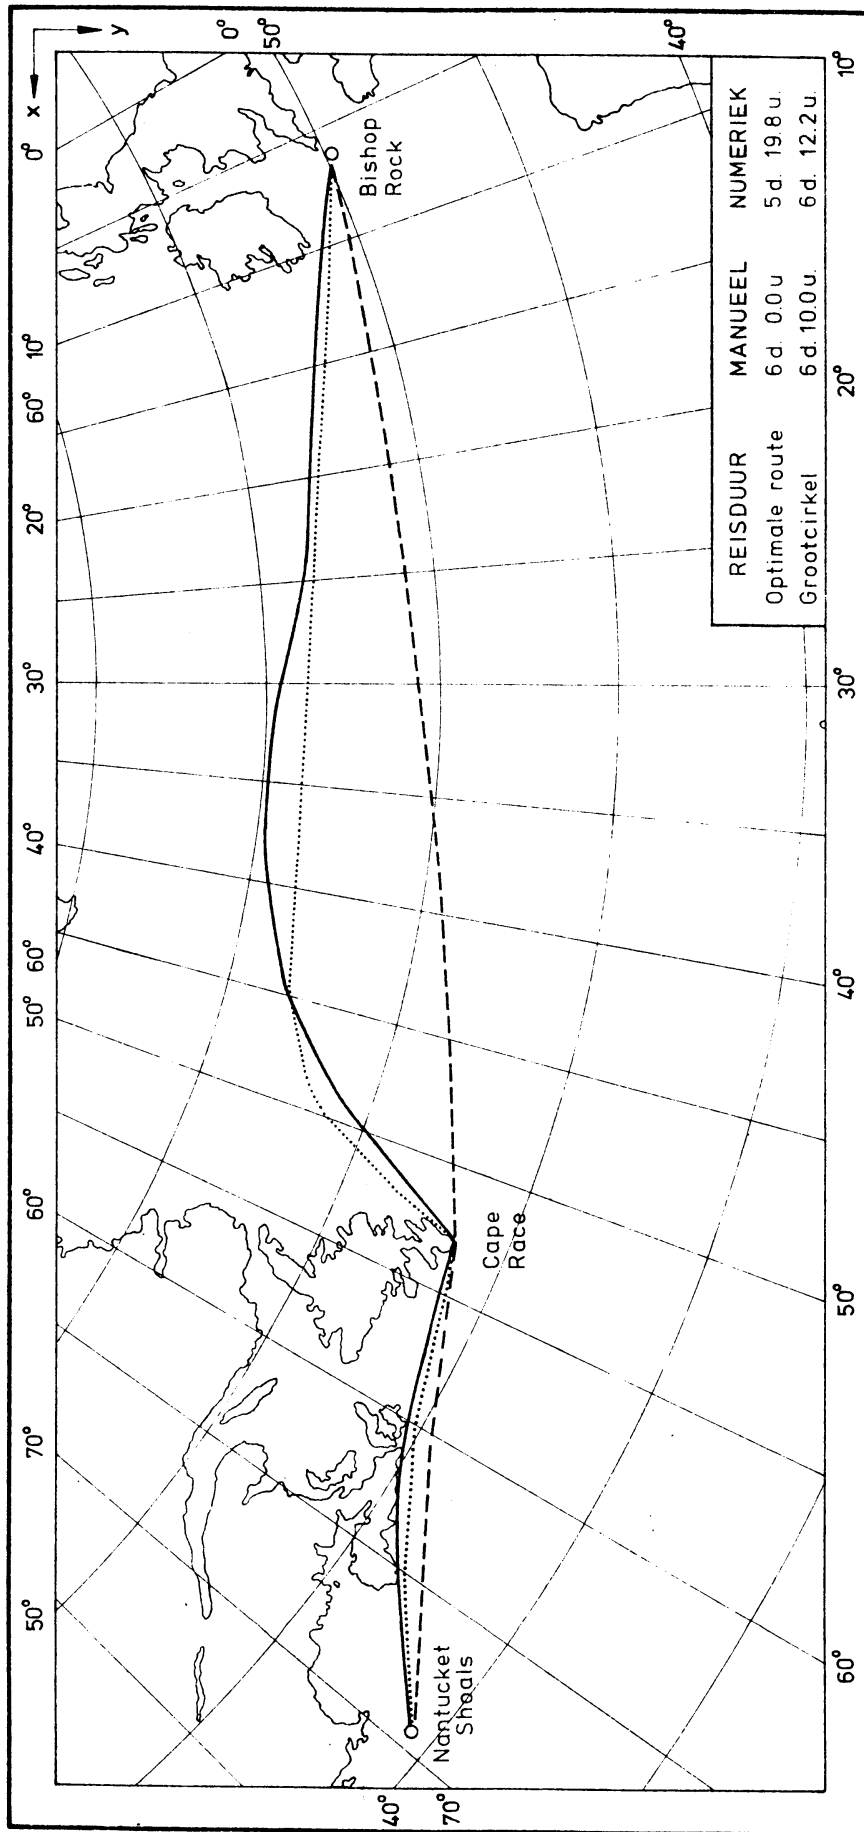 50° 70° 60° 50° 60° 40° 30° 20° 60° 10° 0° x
y
0°
50°
Bishop
Rock
40°
70°
Nantucket
Shoals
Cape
Race
40°
REISDUUR MANUEEL NUMERIEK
Optimale route 6 d. 0.0 u 5 d. 19.8 u.
Grootcirkel 6 d. 10.0 u. 6 d. 12.2 u.
60° 50° 40° 30° 20° 10°